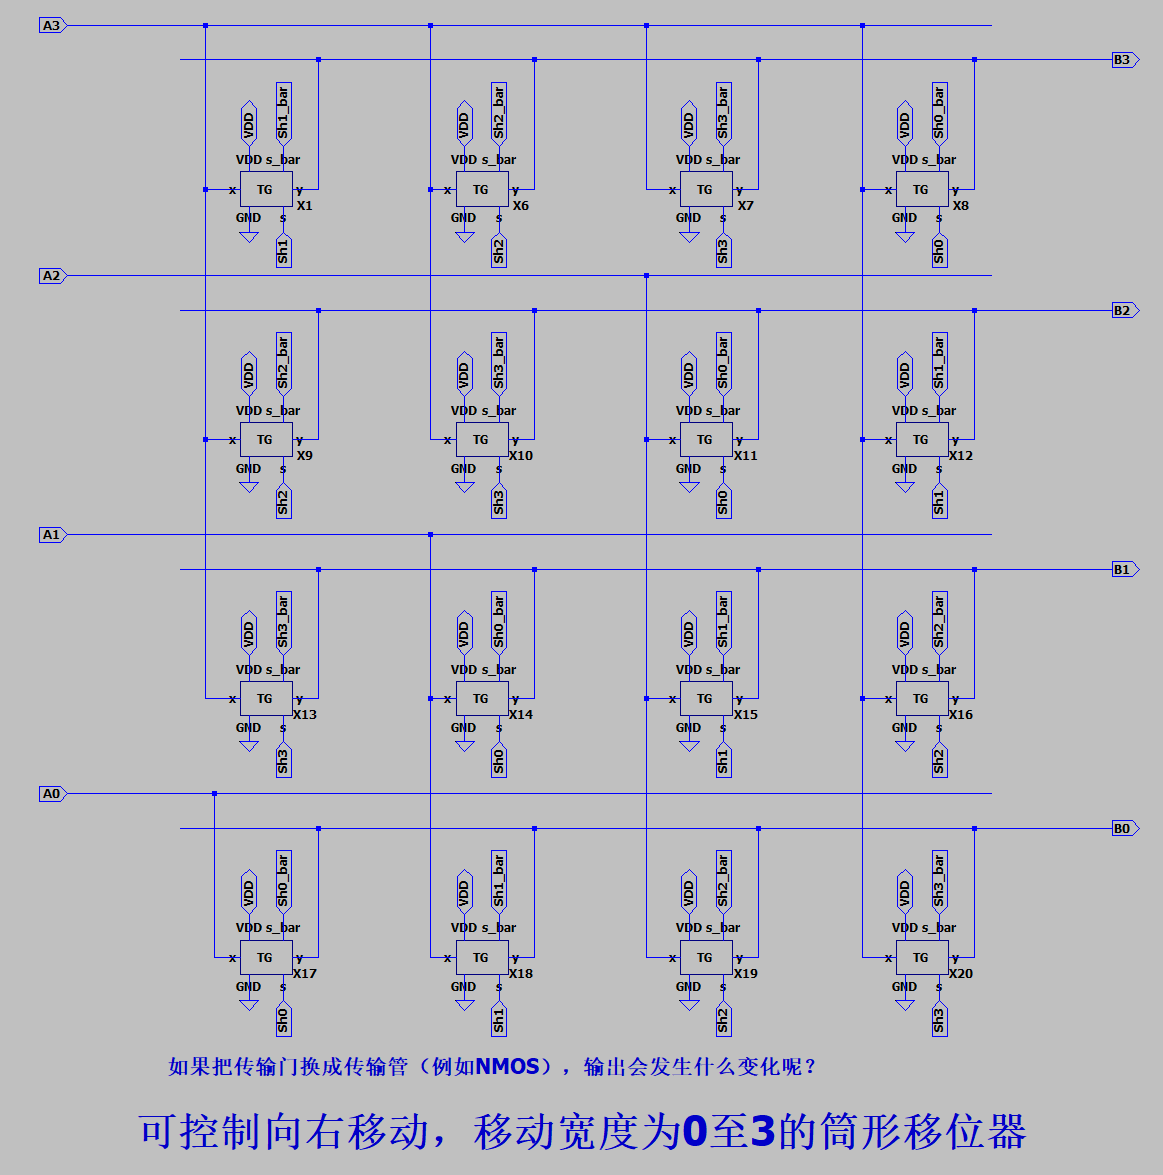 A3
B3
VDD Sh1_bar VDD Sh2_bar VDD Sh3_bar VDD Sh0_bar
VDD s_bar VDD s_bar VDD s_bar VDD s_bar
x TG y x TG y x TG y x TG y
X1 X6 X7 X8
GND s GND s GND s GND s
Sh1 Sh2 Sh3 Sh0
A2
B2
VDD Sh2_bar VDD Sh3_bar VDD Sh0_bar VDD Sh1_bar
VDD s_bar VDD s_bar VDD s_bar VDD s_bar
x TG y x TG y x TG y x TG y
X9 X10 X11 X12
GND s GND s GND s GND s
Sh2 Sh3 Sh0 Sh1
A1
B1
VDD Sh3_bar VDD Sh0_bar VDD Sh1_bar VDD Sh2_bar
VDD s_bar VDD s_bar VDD s_bar VDD s_bar
x TG y x TG y x TG y x TG y
X13 X14 X15 X16
GND s GND s GND s GND s
Sh3 Sh0 Sh1 Sh2
A0
B0
VDD Sh0_bar VDD Sh1_bar VDD Sh2_bar VDD Sh3_bar
VDD s_bar VDD s_bar VDD s_bar VDD s_bar
x TG y x TG y x TG y x TG y
X17 X18 X19 X20
GND s GND s GND s GND s
Sh0 Sh1 Sh2 Sh3
如果把传输门换成传输管（例如NMOS），输出会发生什么变化呢？
可控制向右移动，移动宽度为0至3的筒形移位器